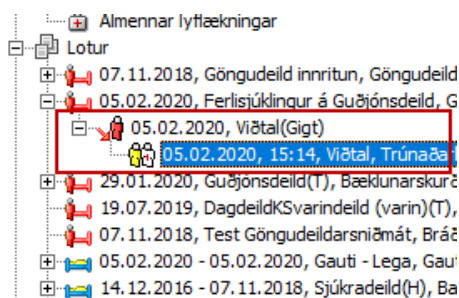 Almennar lyflækningar
Lotur
07.11.2018, Göngudeild innritun, Göngudeild
05.02.2020, Ferlisjúklingur á Guðjónsdeild, G
05.02.2020, Viðtal(Gigt)
05.02.2020, 15:14, Viðtal, Trúnaða
29.01.2020, Guðjónsdeild(T), Bæklunarskurð
19.07.2019, DagdeildKSvarindeild (varin)(T),
07.11.2018, Test Göngudeildarsniðmát, Bráð
05.02.2020 - 05.02.2020, Gauti - Lega, Gaut
14.12.2016 - 07.11.2018, Sjúkradeild(H), Ba